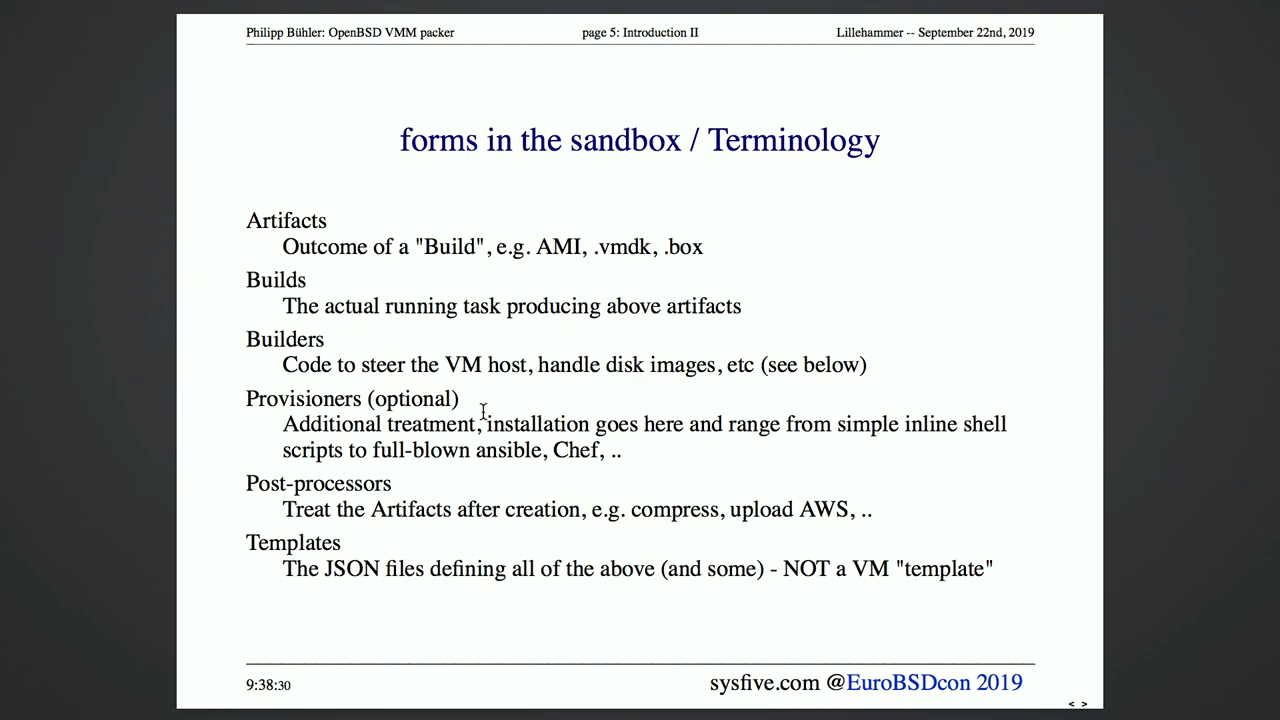 Philipp Bühler: OpenBSD VMM packer page 5: Introduction II Lillehammer -- September 22nd, 2019
forms in the sandbox / Terminology
Artifacts
Outcome of a "Build", e.g. AMI, .vmdk, .box
Builds
The actual running task producing above artifacts
Builders
Code to steer the VM host, handle disk images, etc (see below)
Provisioners (optional)
Additional treatment, installation goes here and range from simple inline shell
scripts to full-blown ansible, Chef, ..
Post-processors
Treat the Artifacts after creation, e.g. compress, upload AWS, ..
Templates
The JSON files defining all of the above (and some) - NOT a VM "template"
9:38:30 sysfive.com @EuroBSDcon 2019
< >